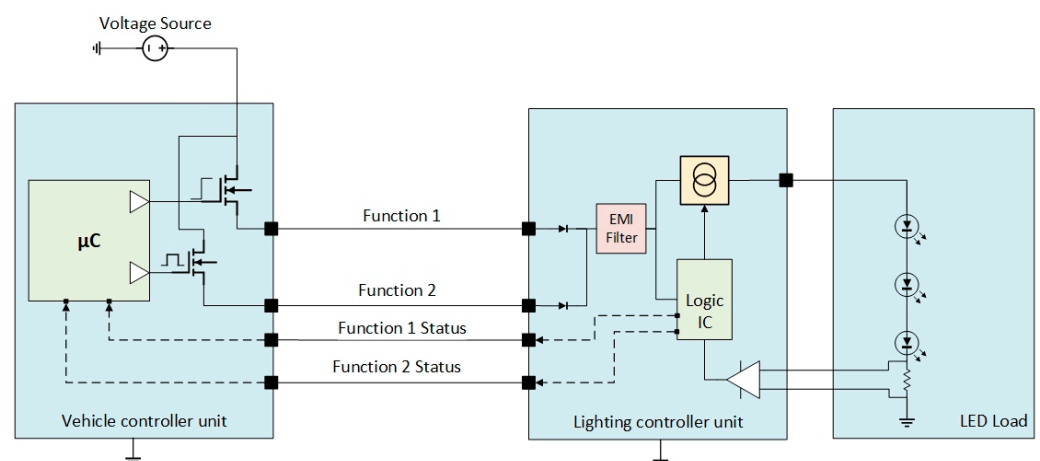 Voltage Source
µC
Function 1
Function 2
Function 1 Status
Function 2 Status
Vehicle controller unit
EMI
Filter
Logic
IC
Lighting controller unit
LED Load